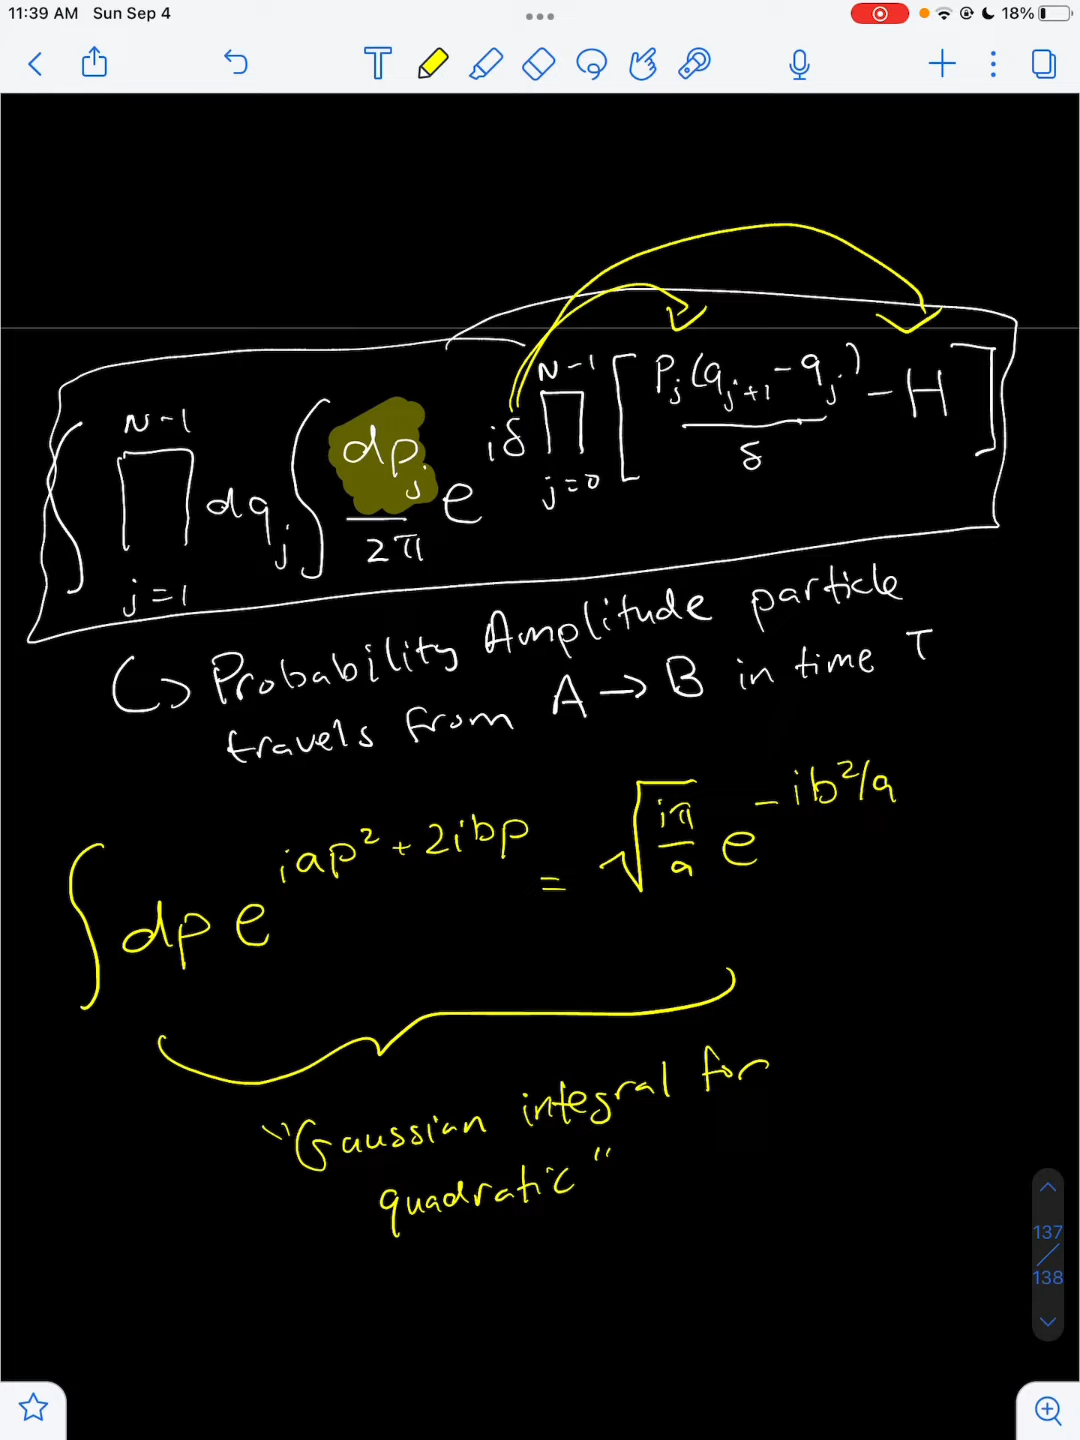 11:39 AM Sun Sep 4 18%
∫ ∏_{j=1}^{N-1} dq_j ∫ dp_j/2π e^{iδ ∏_{j=0}^{N-1} [P_j(q_{j+1} - q_j)/δ - H]}
↪ Probability Amplitude particle
travels from A → B in time T
∫ dp e^{iap² + 2ibp} = √(iπ/a) e^{-ib²/a}
"Gaussian integral for
quadratic"
137
/
138